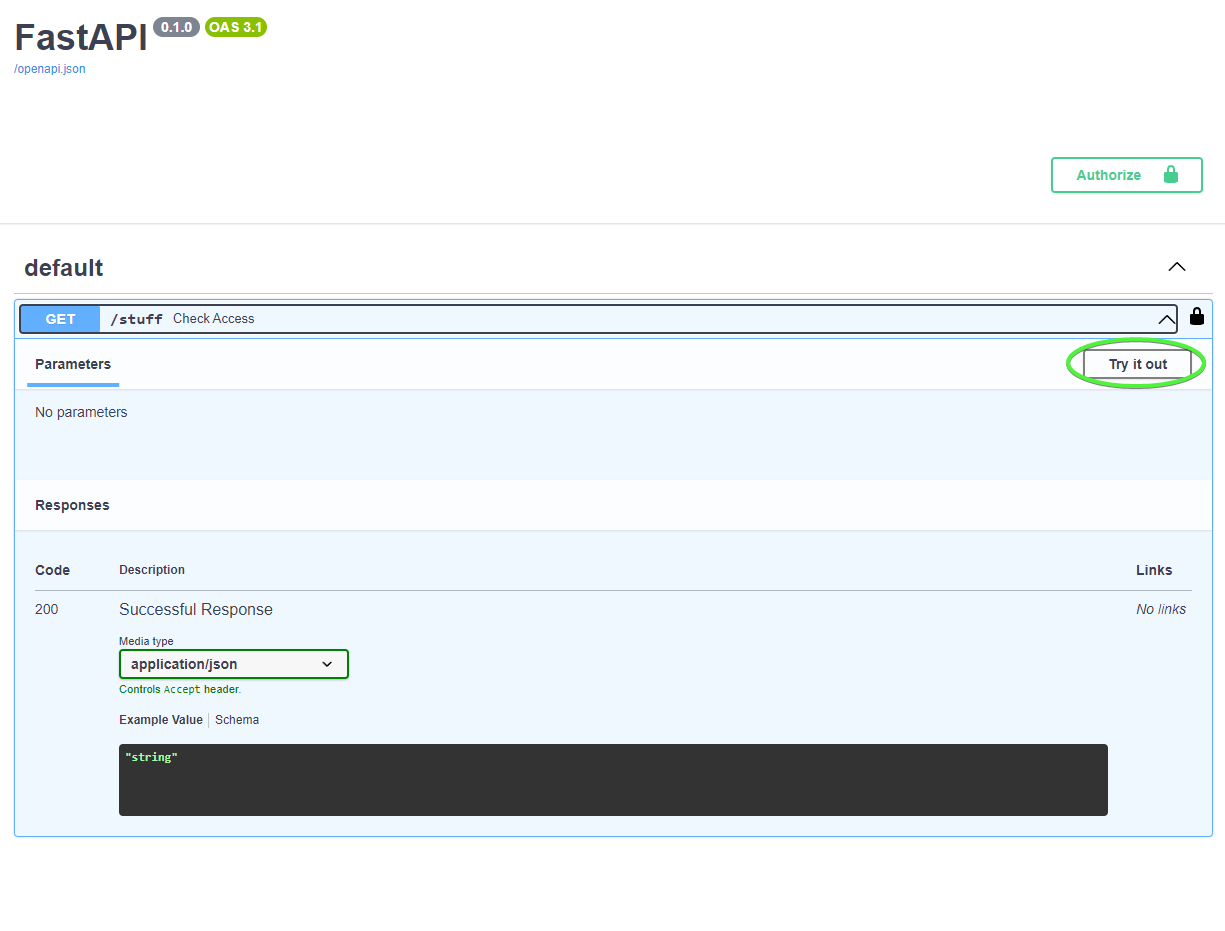 FastAPI 0.1.0 OAS 3.1
/openapi.json
Authorize
default
GET /stuff Check Access
Parameters Try it out
No parameters
Responses
Code Description Links
200 Successful Response No links
Media type
application/json
Controls Accept header.
Example Value Schema
"string"